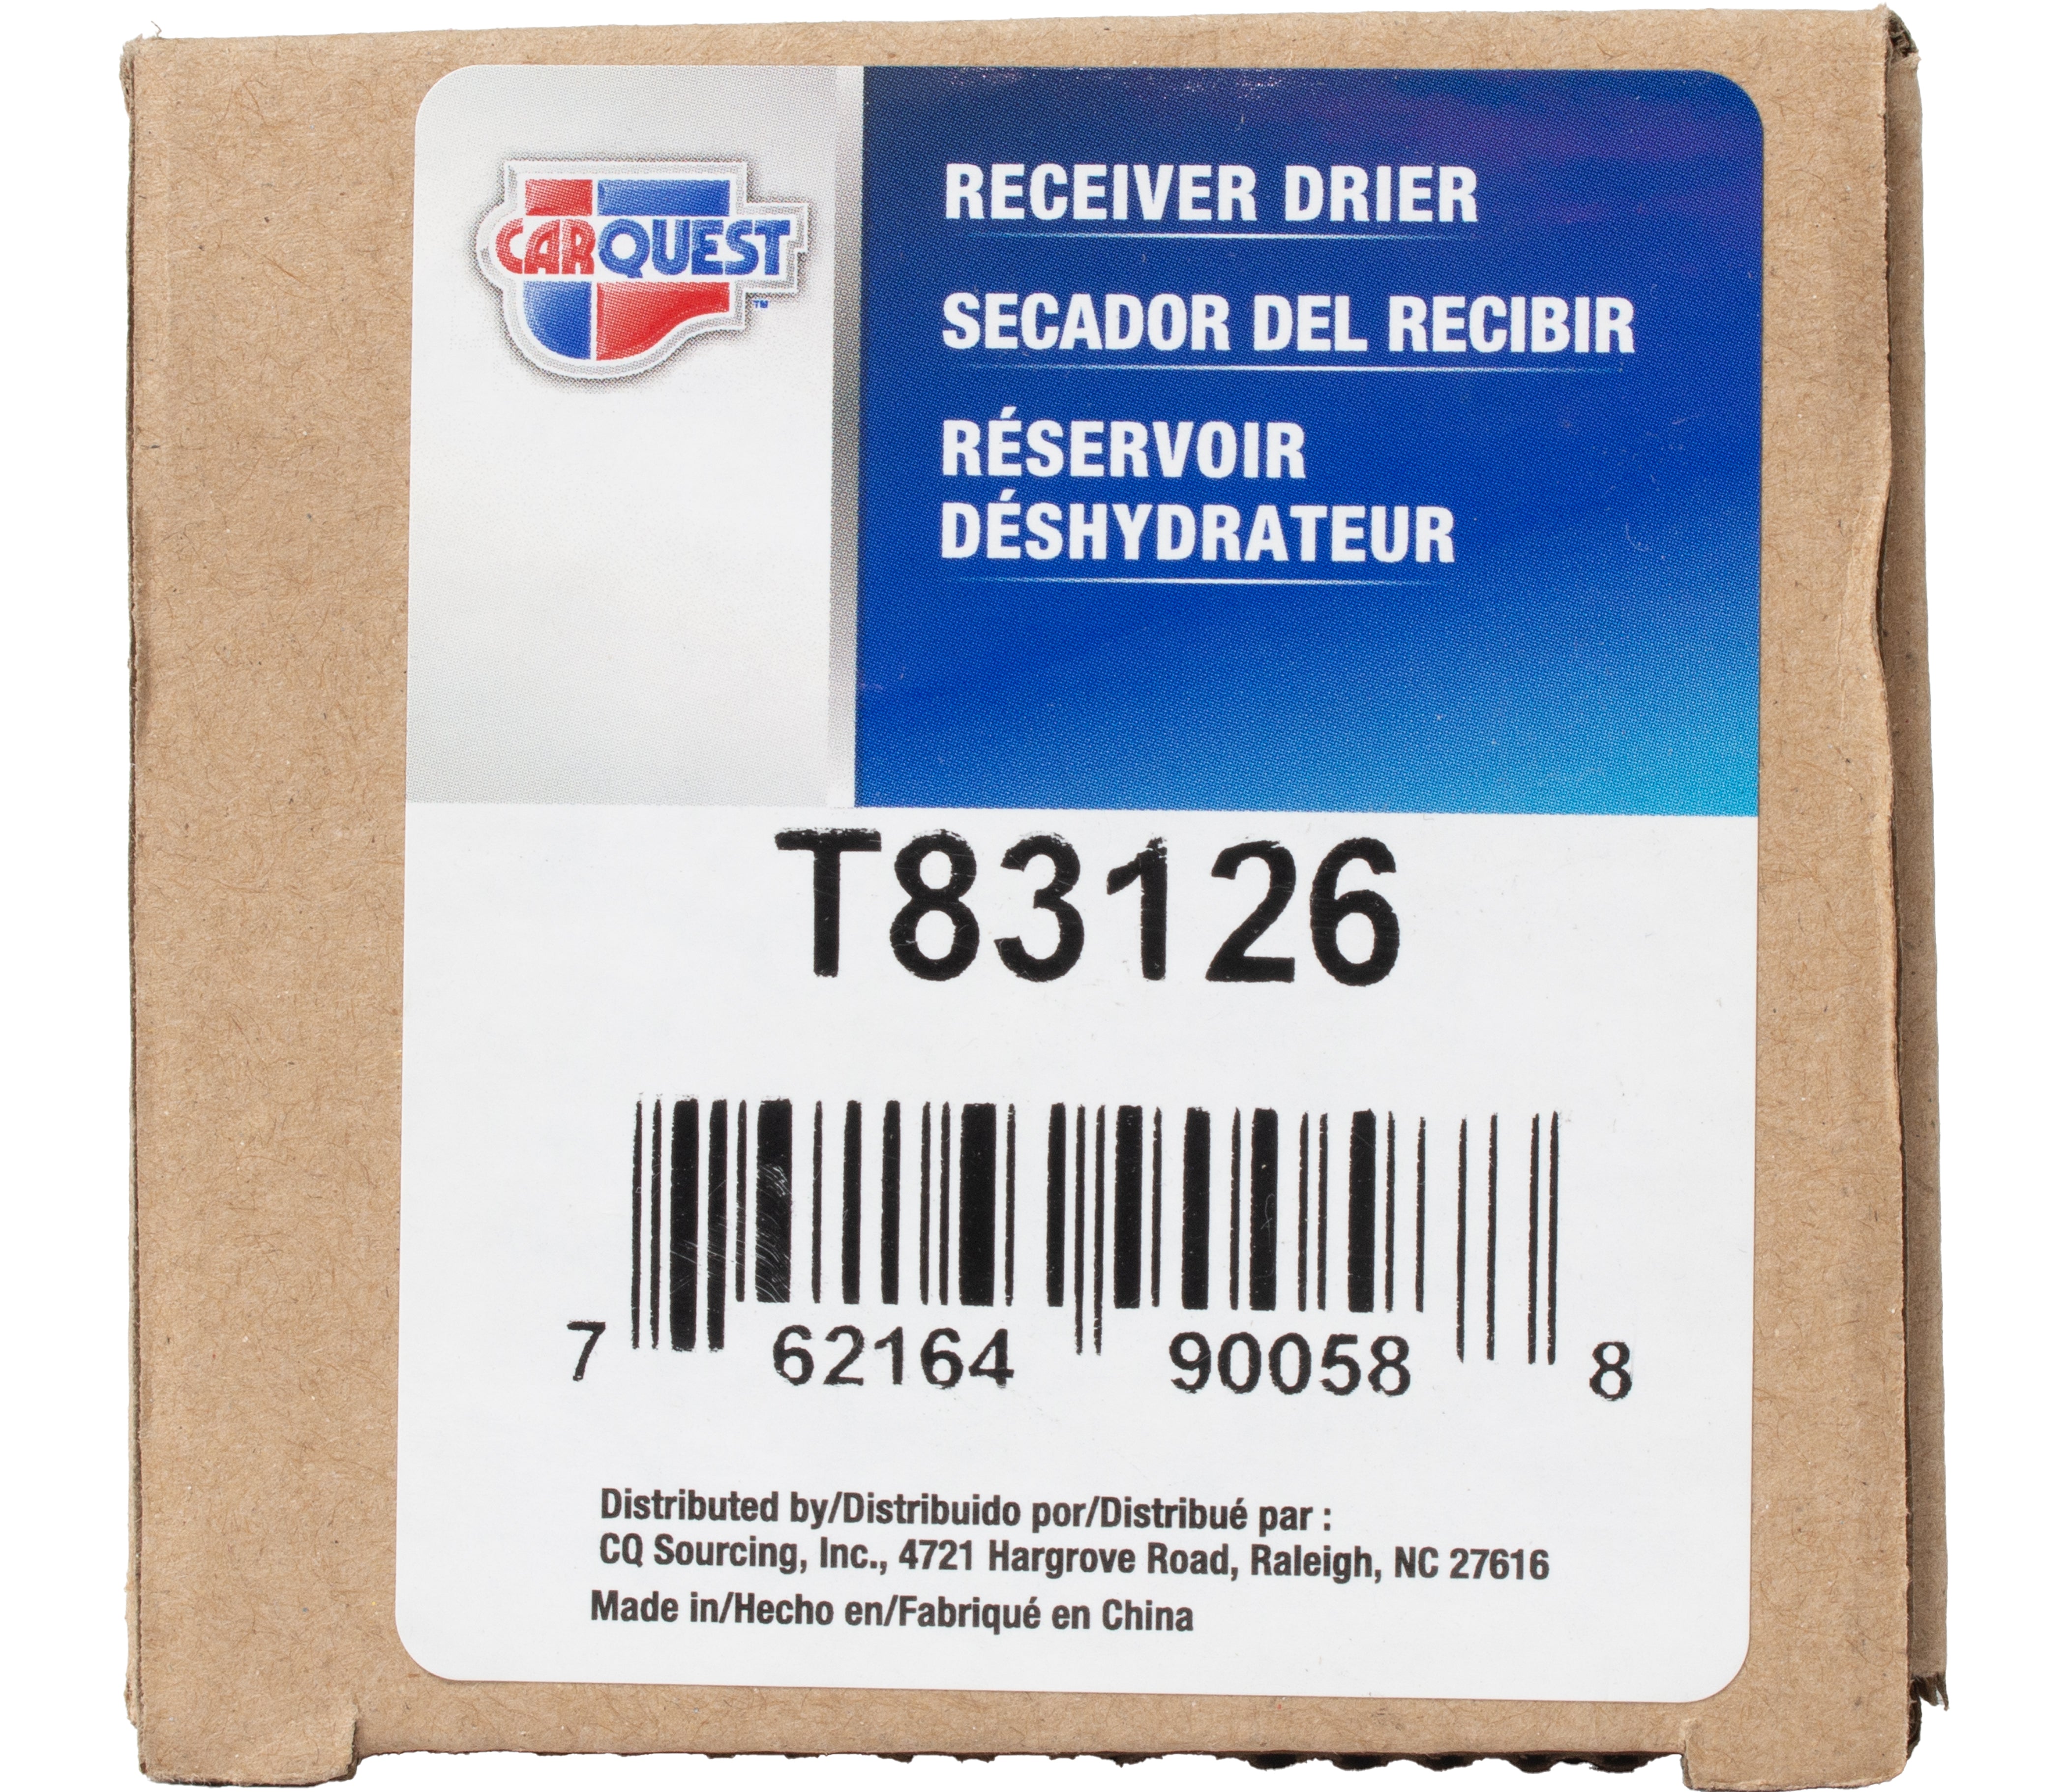 CARQUEST
TM
RECEIVER DRIER
SECADOR DEL RECIBIR
RÉSERVOIR
DÉSHYDRATEUR
T83126
7 62164 90058 8
Distributed by/Distribuido por/Distribué par :
CQ Sourcing, Inc., 4721 Hargrove Road, Raleigh, NC 27616
Made in/Hecho en/Fabriqué en China